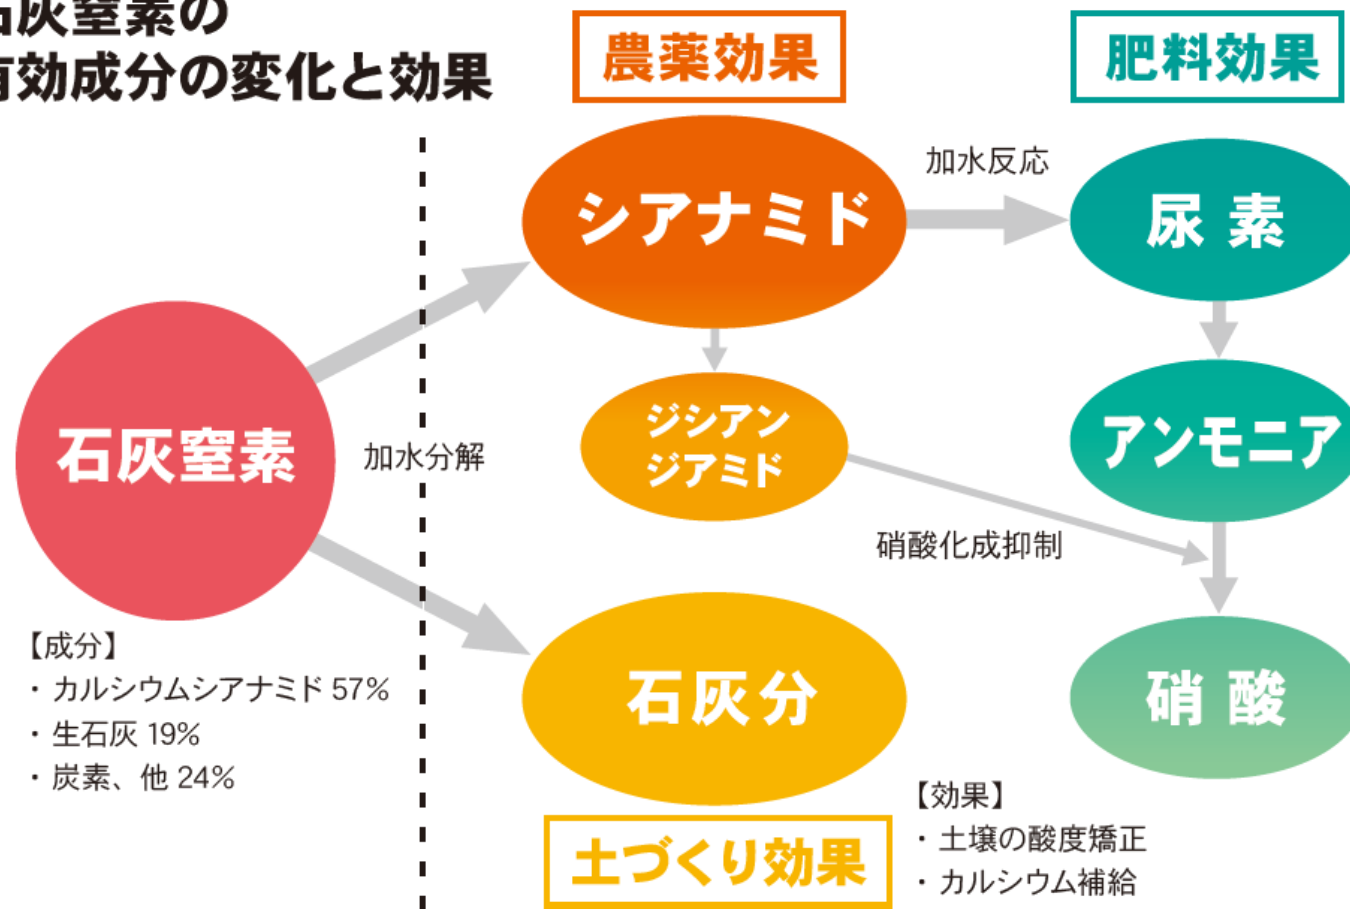 石灰窒素の
有効成分の変化と効果
農薬効果
肥料効果
シアナミド
加水反応
尿素
ジシアン
ジアミド
アンモニア
石灰窒素
加水分解
硝酸化成抑制
石灰分
硝酸
【成分】
・カルシウムシアナミド 57%
・生石灰 19%
・炭素、他 24%
土づくり効果
【効果】
・土壌の酸度矯正
・カルシウム補給